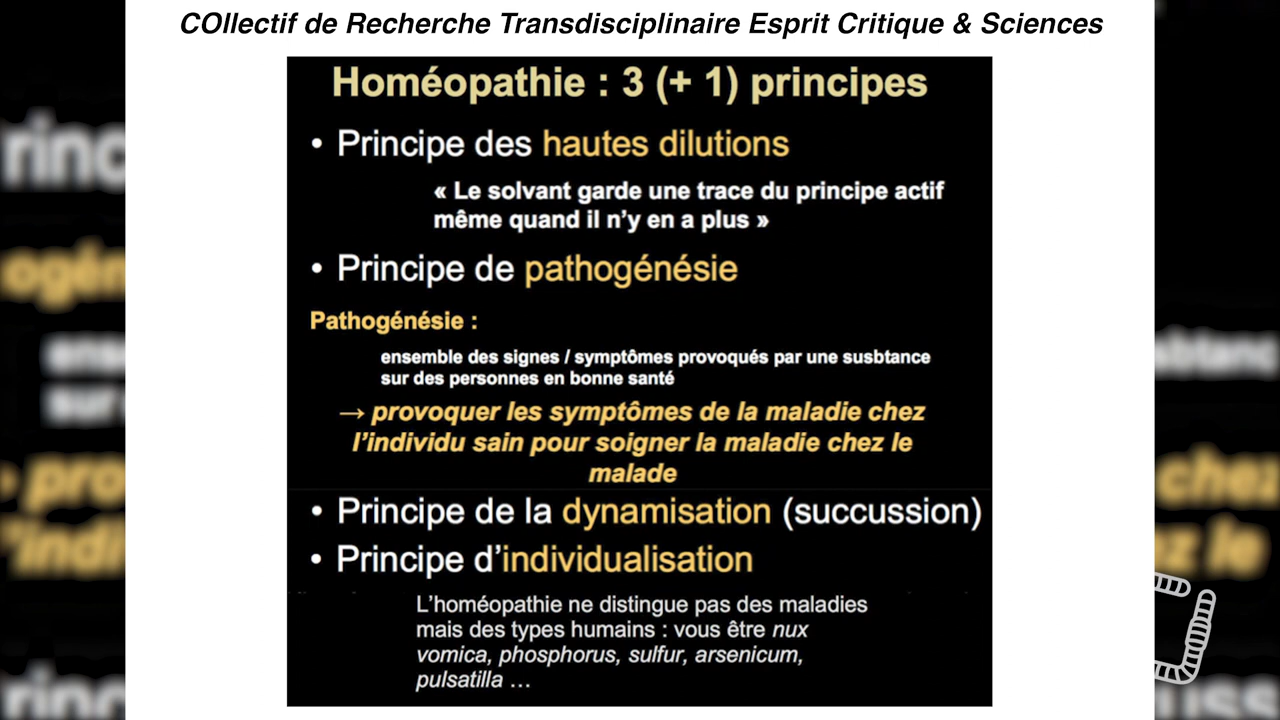 COllectif de Recherche Transdisciplinaire Esprit Critique & Sciences
Homéopathie : 3 (+ 1) principes
• Principe des hautes dilutions
« Le solvant garde une trace du principe actif
même quand il n’y en a plus »
• Principe de pathogénésie
Pathogénésie :
ensemble des signes / symptômes provoqués par une susbtance
sur des personnes en bonne santé
→ provoquer les symptômes de la maladie chez
l’individu sain pour soigner la maladie chez le
malade
• Principe de la dynamisation (succussion)
• Principe d’individualisation
L’homéopathie ne distingue pas des maladies
mais des types humains : vous être nux
vomica, phosphorus, sulfur, arsenicum,
pulsatilla …